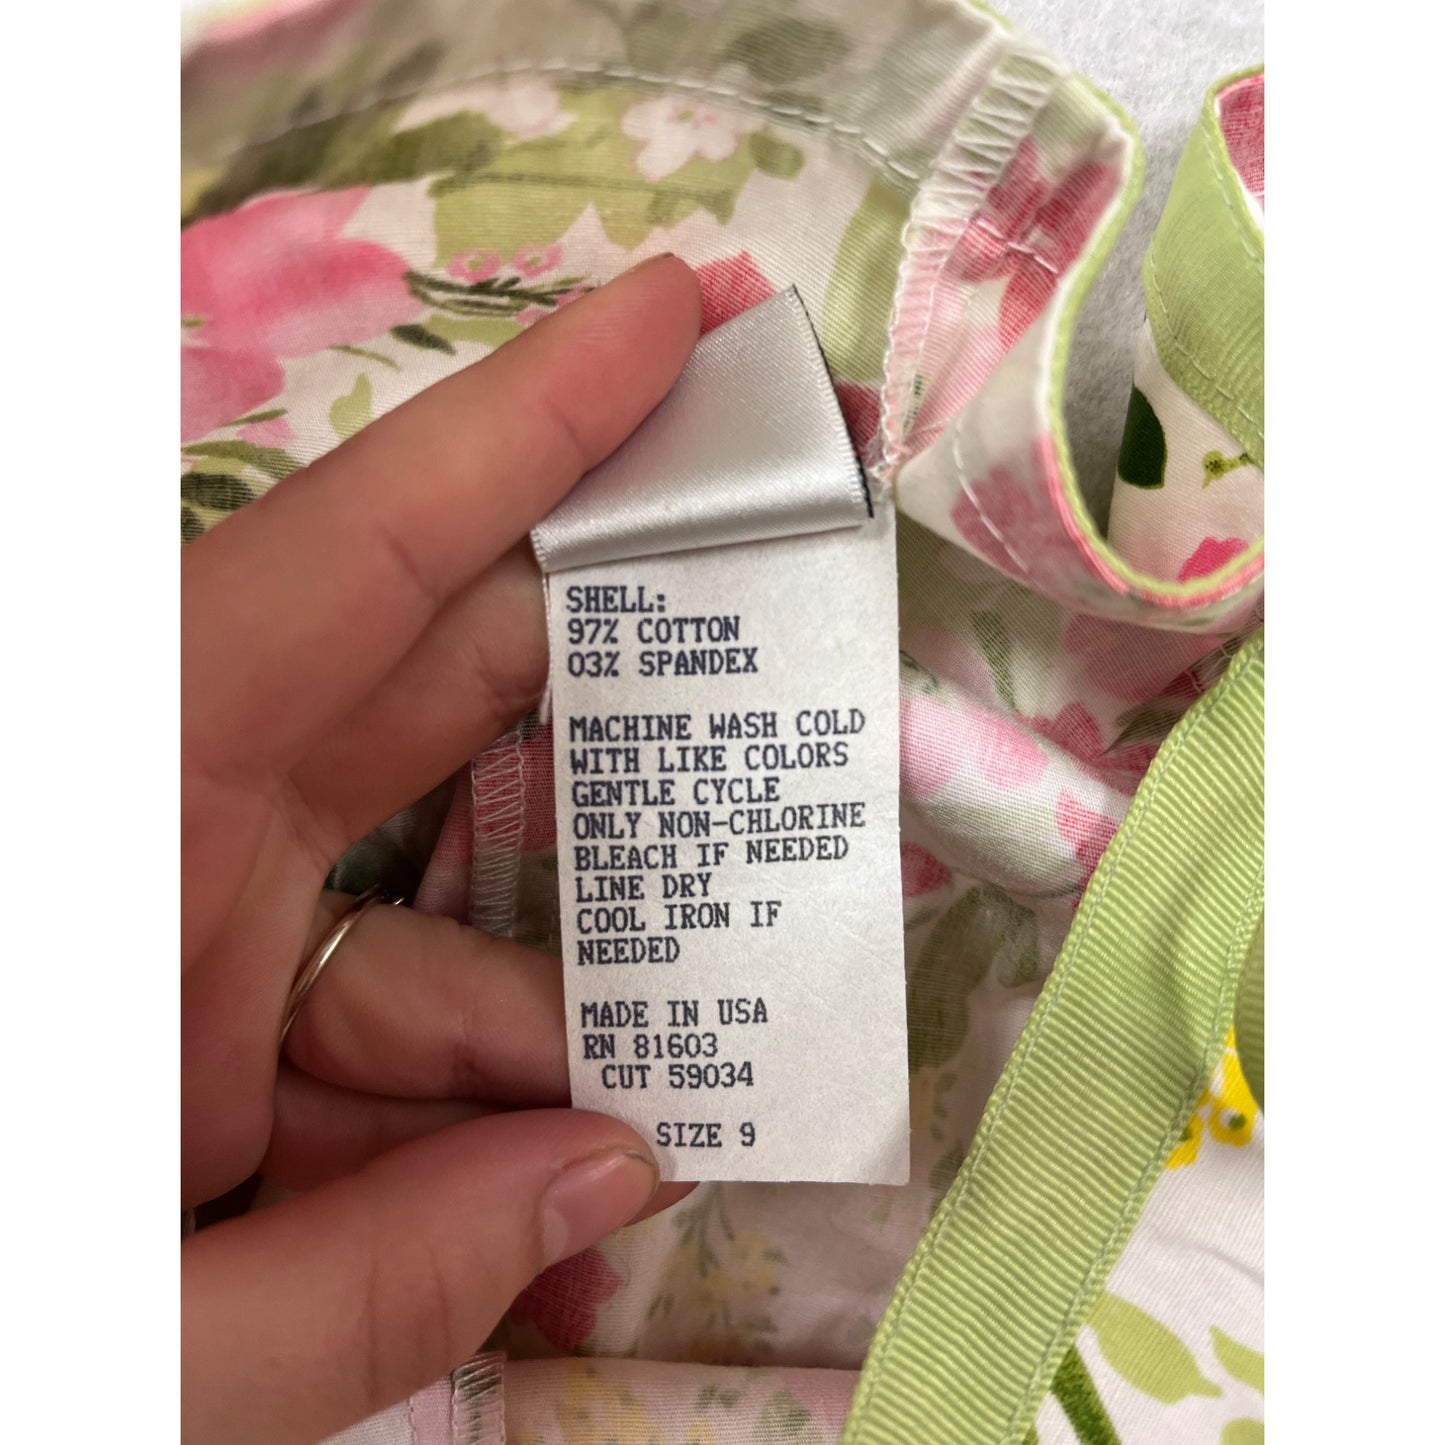 SHELL:
97% COTTON
03% SPANDEX
MACHINE WASH COLD
WITH LIKE COLORS
GENTLE CYCLE
ONLY NON-CHLORINE
BLEACH IF NEEDED
LINE DRY
COOL IRON IF
NEEDED
MADE IN USA
RN 81603
CUT 59034
SIZE 9